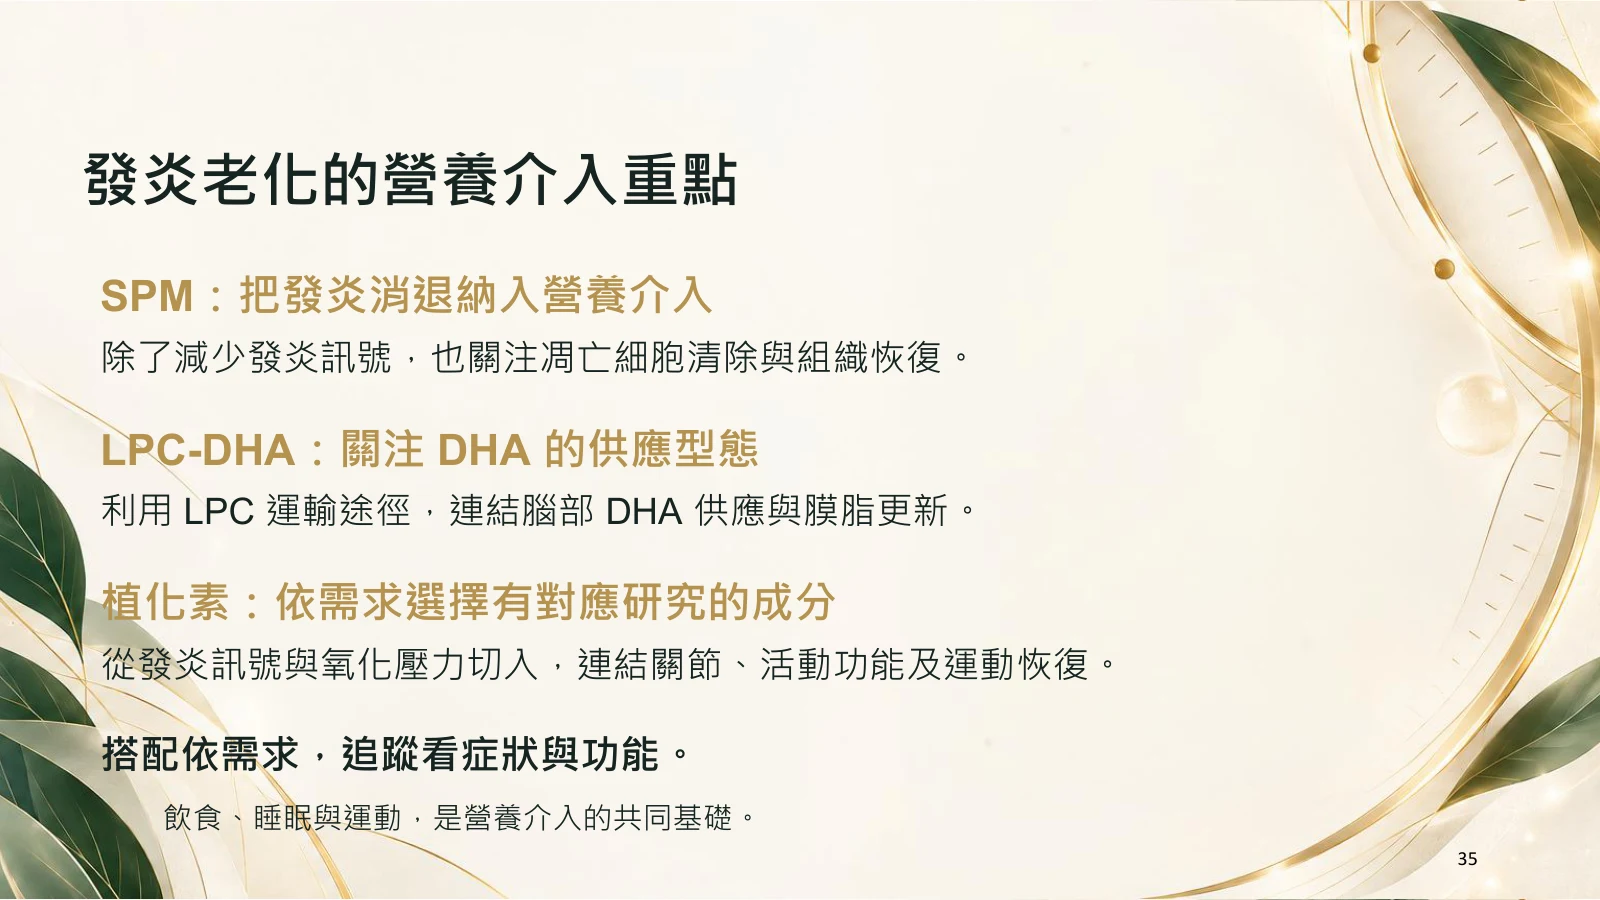 發炎老化的營養介入重點
SPM：把發炎消退納入營養介入
除了減少發炎訊號，也關注凋亡細胞清除與組織恢復。
LPC-DHA：關注 DHA 的供應型態
利用 LPC 運輸途徑，連結腦部 DHA 供應與膜脂更新。
植化素：依需求選擇有對應研究的成分
從發炎訊號與氧化壓力切入，連結關節、活動功能及運動恢復。
搭配依需求，追蹤看症狀與功能。
飲食、睡眠與運動，是營養介入的共同基礎。
35